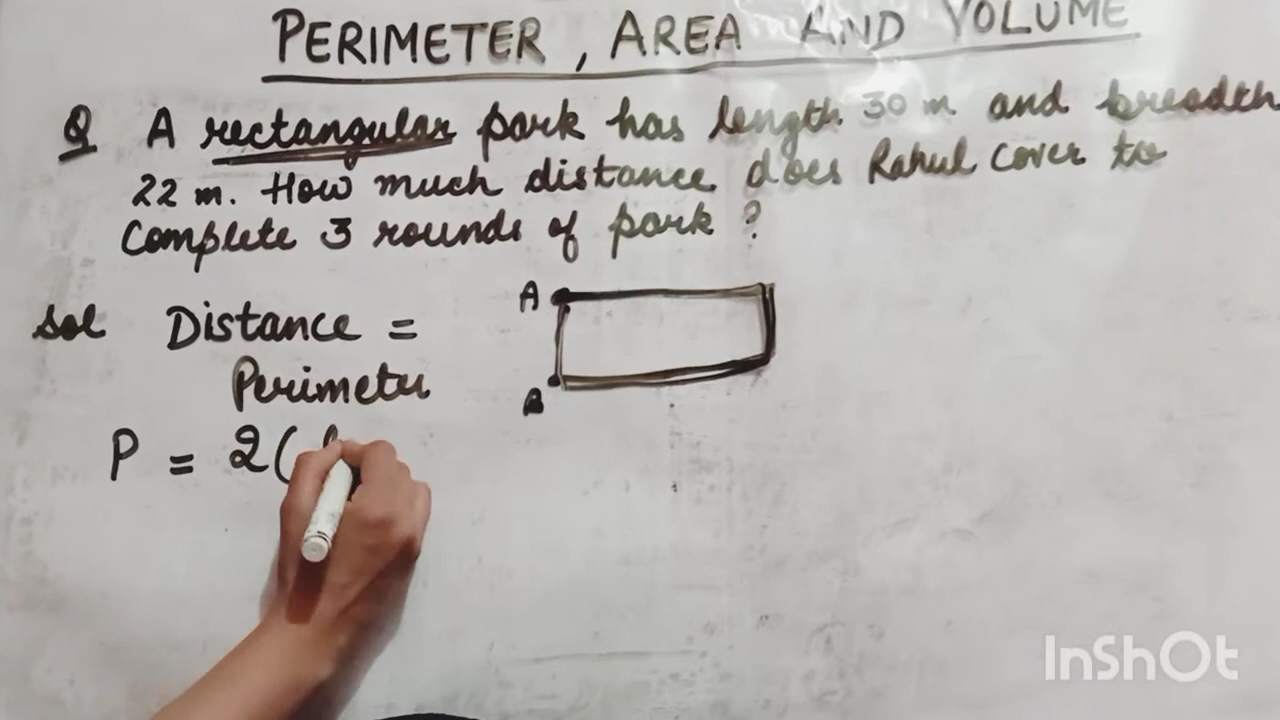 PERIMETER, AREA AND VOLUME
Q A rectangular park has length 30 m and breadth
22 m. How much distance does Rahul cover to
Complete 3 rounds of park ?
Sol Distance =
Perimeter
A
B
P = 2(
InShOt